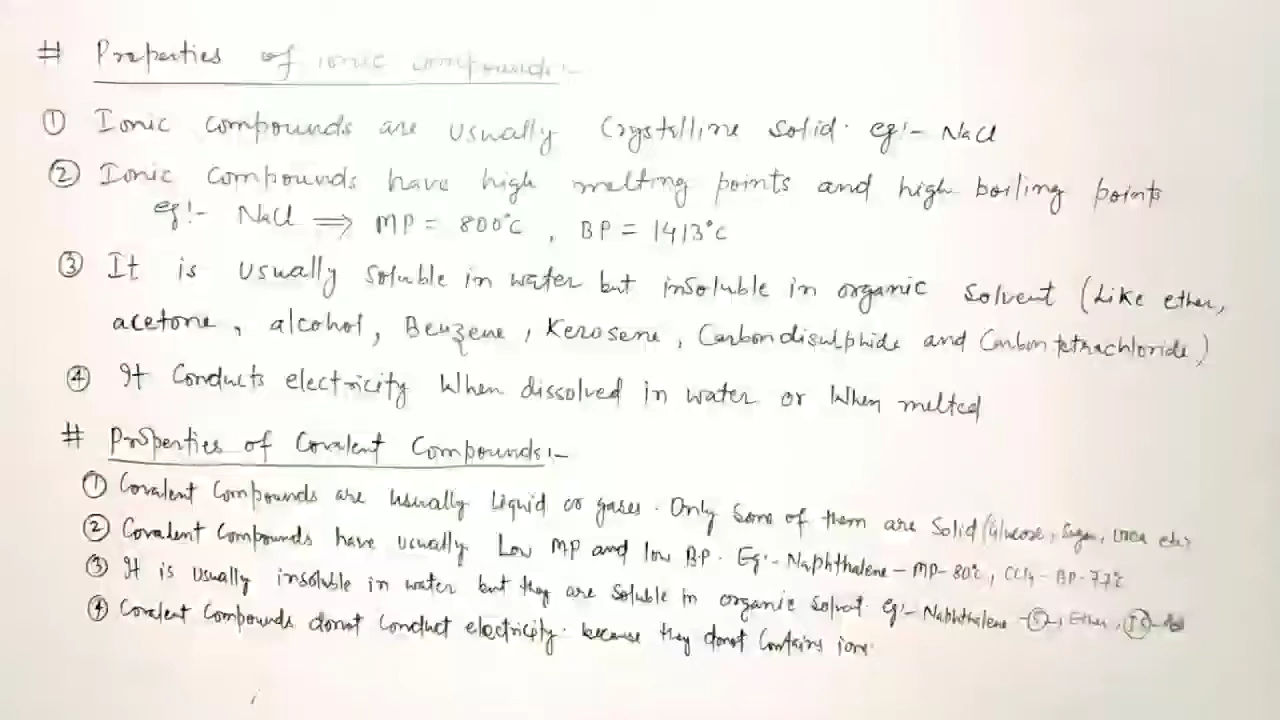 # Properties of ionic compounds:-
① Ionic compounds are usually Crystalline solid. eg:- NaCl
② Ionic compounds have high melting points and high boiling points
eg:- NaCl ⇒ MP = 800°C , BP = 1413°C
③ It is usually soluble in water but insoluble in organic solvent (Like ether,
acetone, alcohol, Benzene, Kerosene, Carbondisulphide and Carbon tetrachloride)
④ It Conducts electricity When dissolved in water or When melted
# Properties of Covalent Compounds:-
① Covalent Compounds are usually liquid or gases. Only Some of them are Solid (Glucose, Sugar, Urea etc)
② Covalent Compounds have usually Low MP and low BP. Eg:- Naphthalene - MP-80°C, CCl4 - BP-77°C
③ It is usually insoluble in water but they are soluble in organic solvat. eg:- Naphthalene - Ⓢ, Ether,
④ Covalent Compounds donot Conduct electricity. because they donot Contains ions.